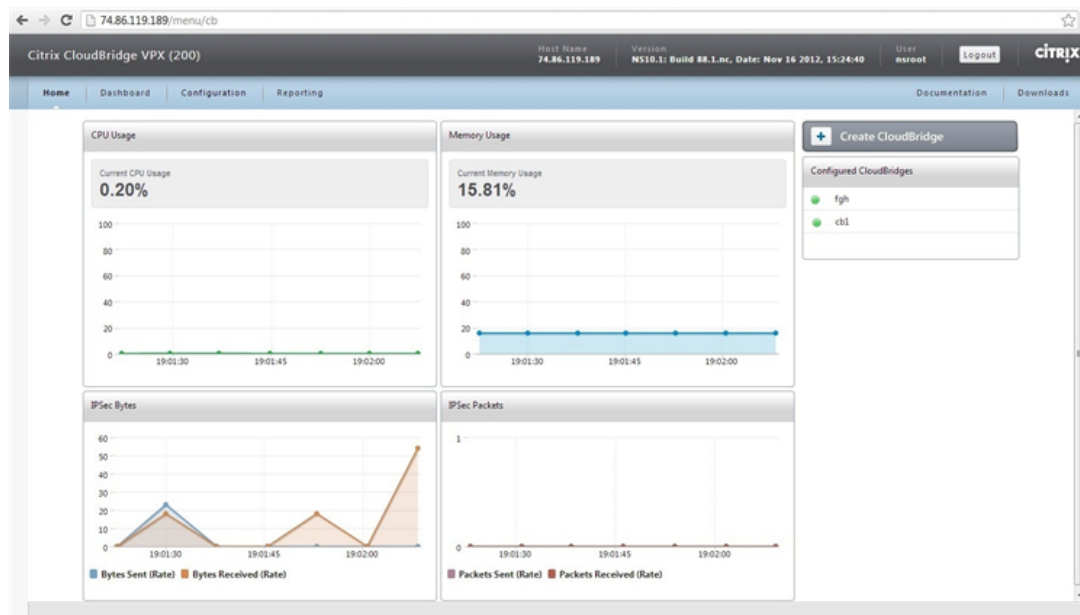 74.86.119.189/menu/cb
Citrix CloudBridge VPX (200)
Host Name
74.86.119.189
Version
NS10.1: Build 88.1.nc, Date: Nov 16 2012, 15:24:40
User
nsroot
Logout
CITRIX
Home
Dashboard
Configuration
Reporting
Documentation
Downloads
CPU Usage
Current CPU Usage
0.20%
100
80
60
40
20
0
19:01:30 19:01:45 19:02:00
Memory Usage
Current Memory Usage
15.81%
100
80
60
40
20
0
19:01:30 19:01:45 19:02:00
Create CloudBridge
Configured CloudBridges
fgh
cb1
IPSec Bytes
60
50
40
30
20
10
0
19:01:30 19:01:45 19:02:00
Bytes Sent (Rate) Bytes Received (Rate)
IPSec Packets
1
0
19:01:30 19:01:45 19:02:00
Packets Sent (Rate) Packets Received (Rate)